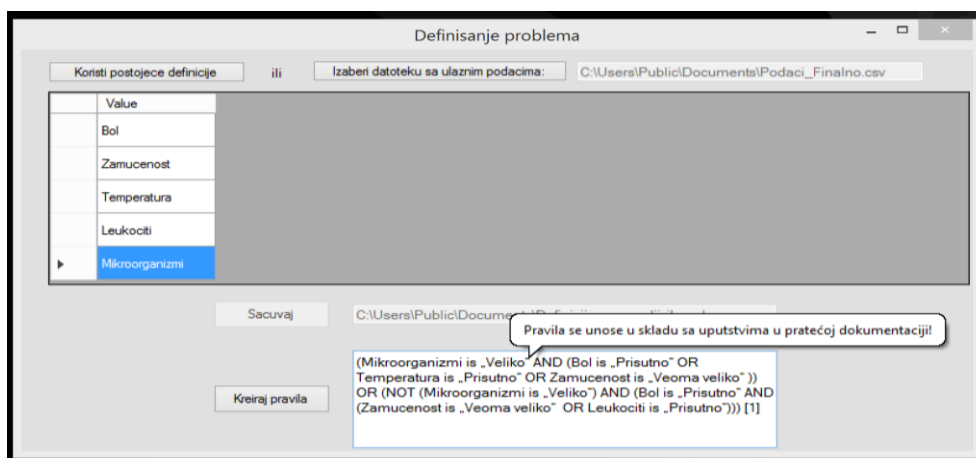 Definisanje problema
Koristi postojece definicije ili Izaberi datoteku sa ulaznim podacima: C:\Users\Public\Documents\Podaci_Finalno.csv
Value
Bol
Zamucenost
Temperatura
Leukociti
Mikroorganizmi
Sacuvaj
Pravila se unose u skladu sa uputstvima u pratećoj dokumentaciji!
(Mikroorganizmi is „Veliko” AND (Bol is „Prisutno” OR
Temperatura is „Prisutno” OR Zamucenost is „Veoma veliko” ))
OR (NOT (Mikroorganizmi is „Veliko”) AND (Bol is „Prisutno” AND
(Zamucenost is „Veoma veliko”  OR Leukociti is „Prisutno”))) [1]
Kreiraj pravila